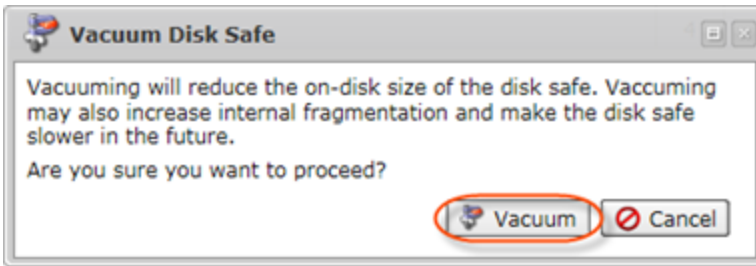 Vacuum Disk Safe
Vacuuming will reduce the on-disk size of the disk safe. Vaccuming
may also increase internal fragmentation and make the disk safe
slower in the future.
Are you sure you want to proceed?
Vacuum Cancel